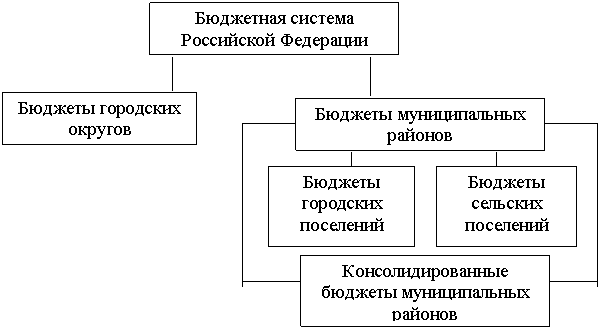 Бюджетная система
Российской Федерации
Бюджеты городских
округов
Бюджеты муниципальных
районов
Бюджеты
городских
поселений
Бюджеты
сельских
поселений
Консолидированные
бюджеты муниципальных
районов